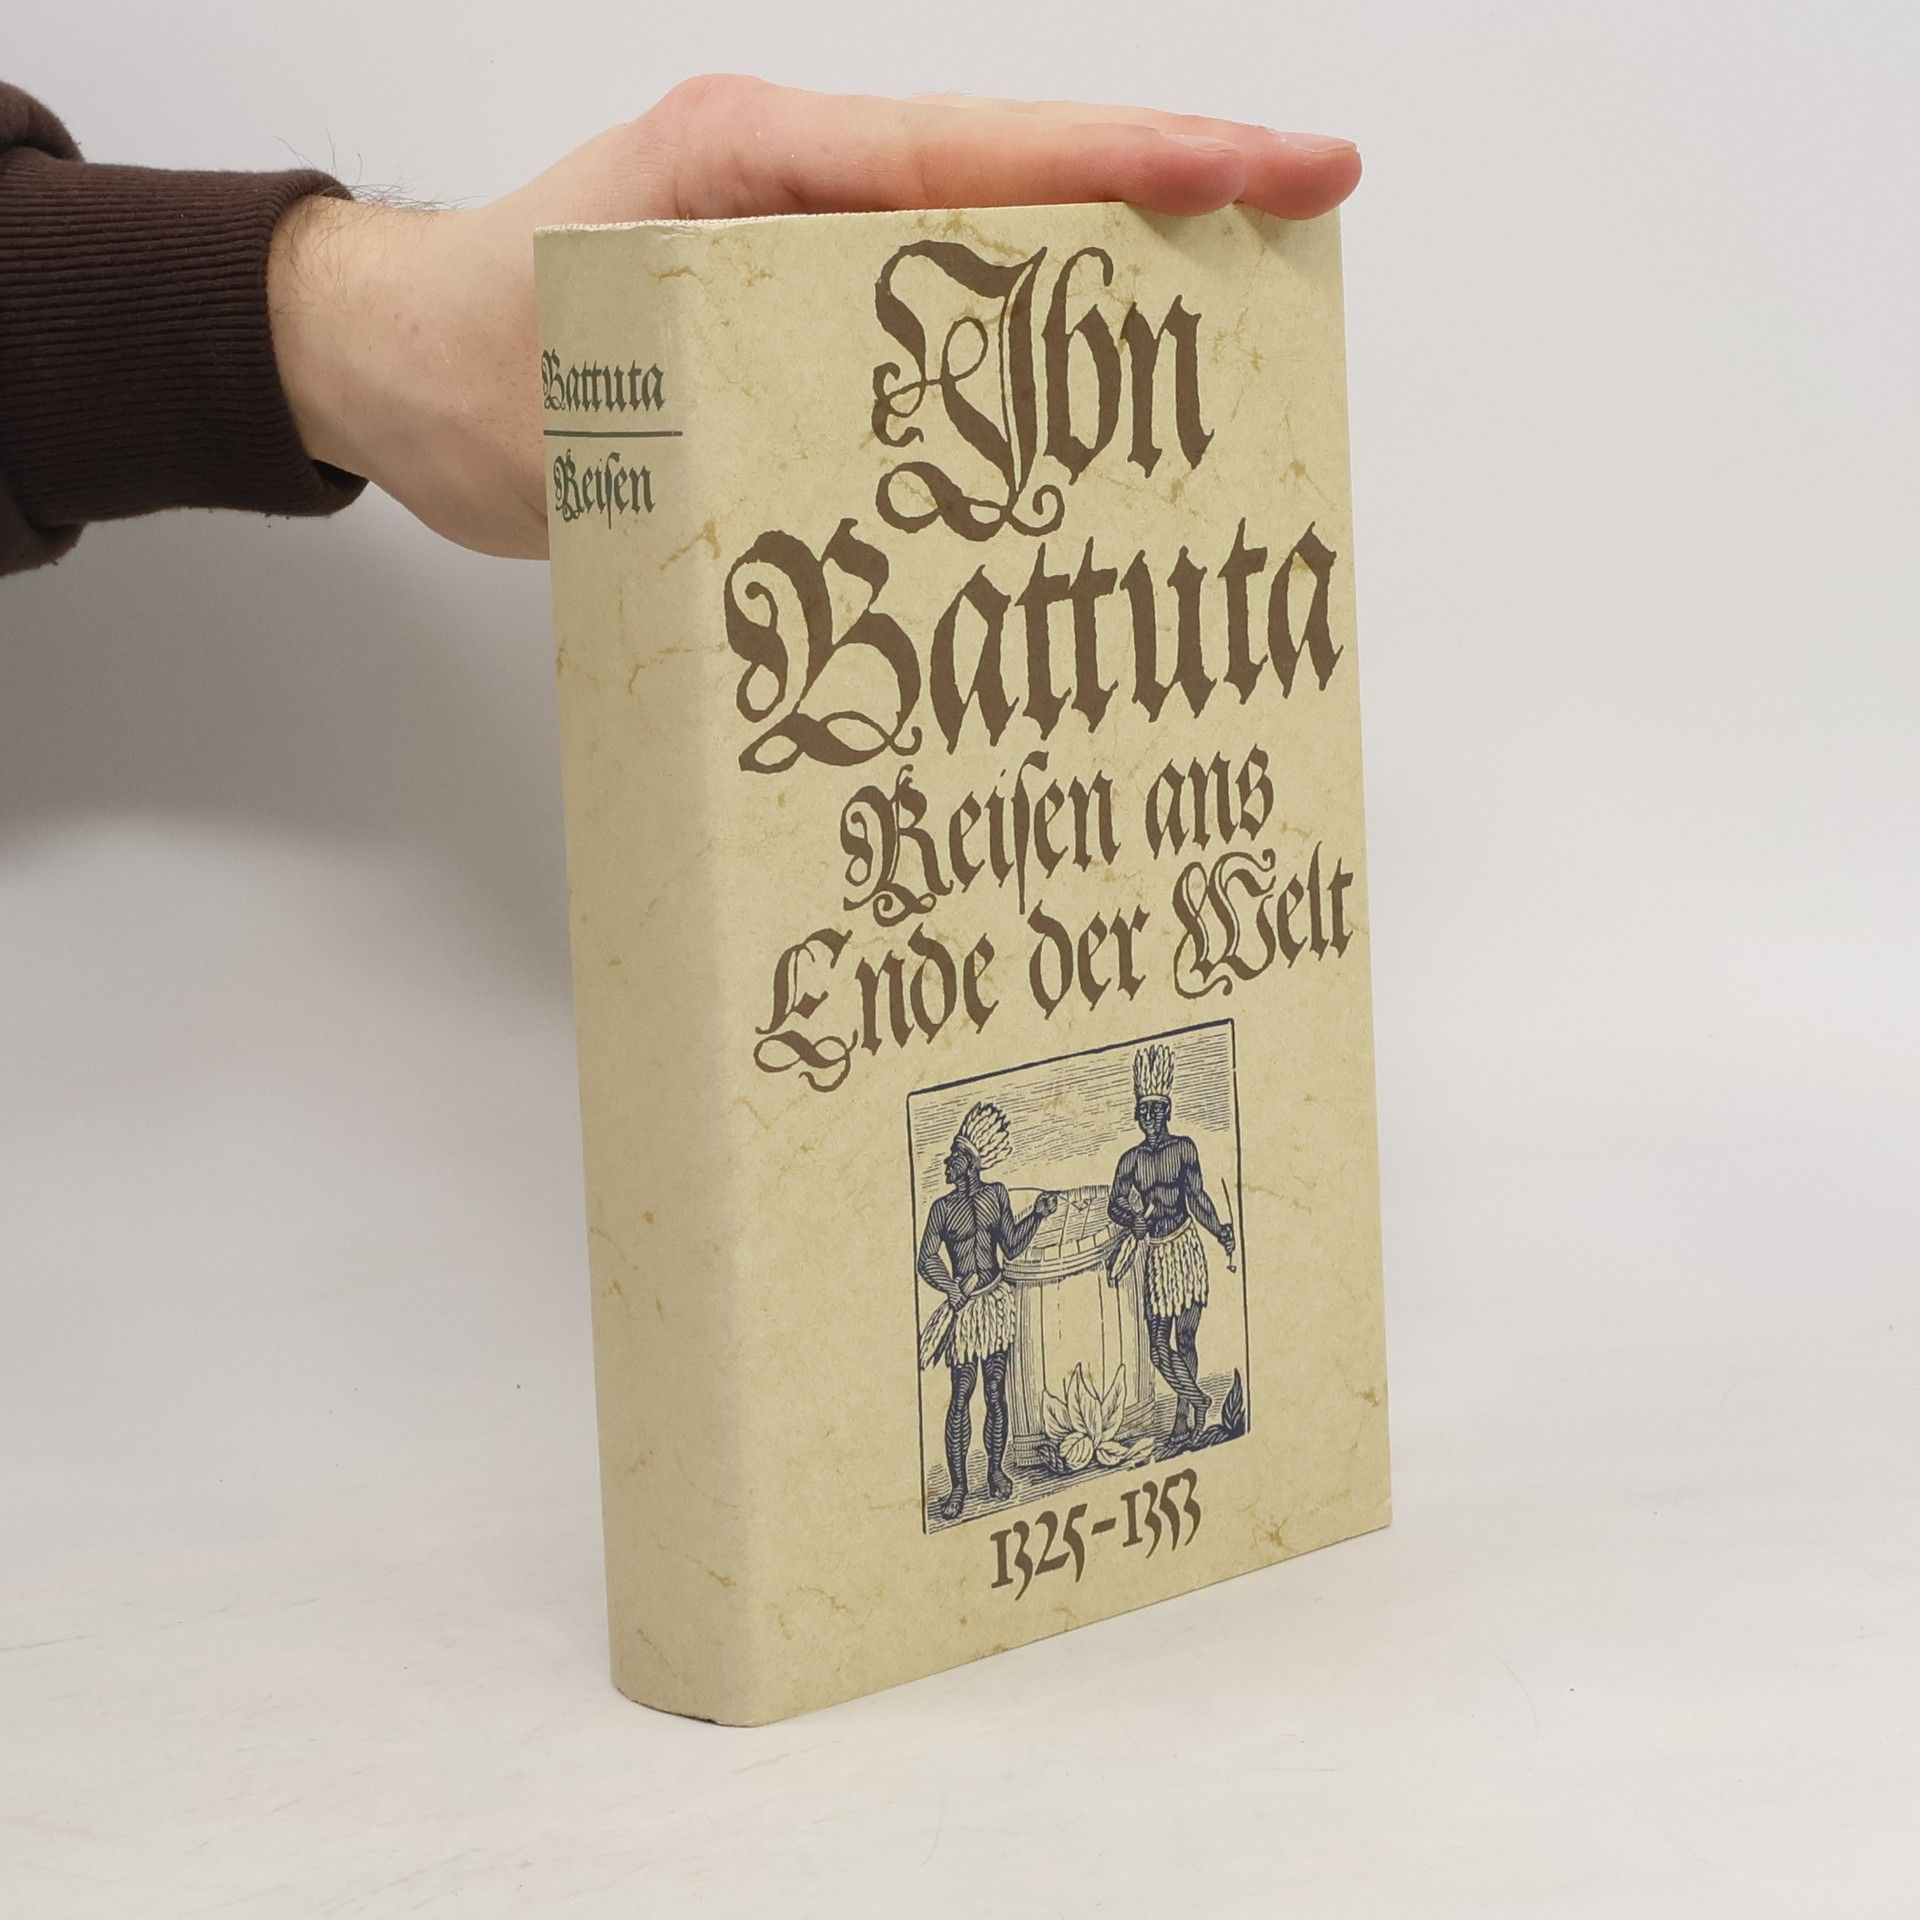 Battuta
Reisen
Ibn
Battuta
Reisen ans
Ende der Welt
1325-1353